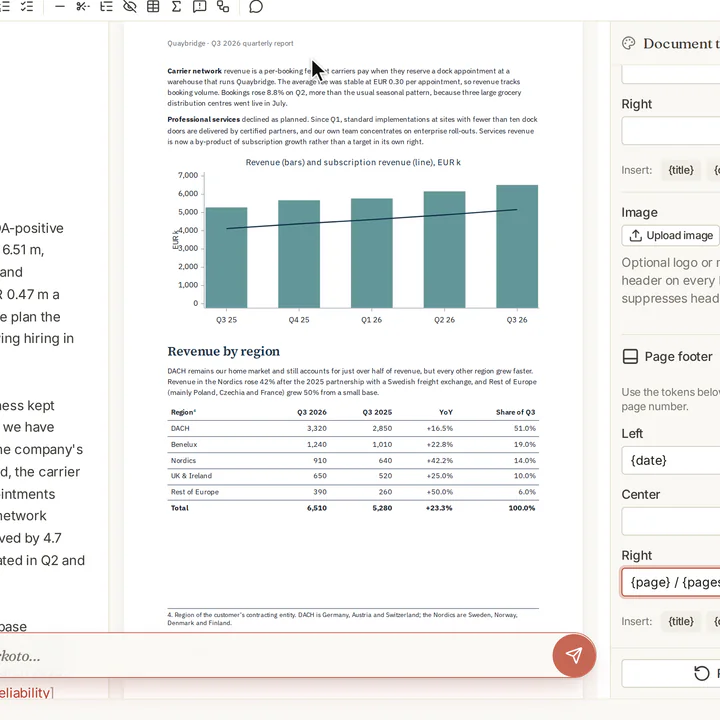 Quaybridge · Q3 2026 quarterly report
Carrier network revenue is a per-booking carriers pay when they reserve a dock appointment at a
warehouse that runs Quaybridge. The average was stable at EUR 0.30 per appointment, so revenue tracks
booking volume. Bookings rose 8.8% on Q2, more than the usual seasonal pattern, because three large grocery
distribution centres went live in July.
Professional services declined as planned. Since Q1, standard implementations at sites with fewer than ten dock
doors are delivered by certified partners, and our own team concentrates on enterprise roll-outs. Services revenue
is now a by-product of subscription growth rather than a target in its own right.
Revenue (bars) and subscription revenue (line), EUR k
EUR k
7,000
6,000
5,000
4,000
3,000
2,000
1,000
0
Q3 25 Q4 25 Q1 26 Q2 26 Q3 26
Revenue by region
DACH remains our home market and still accounts for just over half of revenue, but every other region grew faster.
Revenue in the Nordics rose 42% after the 2025 partnership with a Swedish freight exchange, and Rest of Europe
(mainly Poland, Czechia and France) grew 50% from a small base.
Region⁴ Q3 2026 Q3 2025 YoY Share of Q3
DACH 3,320 2,850 +16.5% 51.0%
Benelux 1,240 1,010 +22.8% 19.0%
Nordics 910 640 +42.2% 14.0%
UK & Ireland 650 520 +25.0% 10.0%
Rest of Europe 390 260 +50.0% 6.0%
Total 6,510 5,280 +23.3% 100.0%
4. Region of the customer's contracting entity. DACH is Germany, Austria and Switzerland; the Nordics are Sweden, Norway,
Denmark and Finland.
A-positive
6.51 m,
and
0.47 m a
e plan the
ing hiring in
ness kept
we have
he company's
d, the carrier
intments
network
ved by 4.7
ated in Q2 and
base
koto...
eliability]
Document t
Right
Insert: {title}
Image
Upload image
Optional logo or
header on every
suppresses head
Page footer
Use the tokens belo
page number.
Left
{date}
Center
Right
{page} / {pages
Insert: {title}